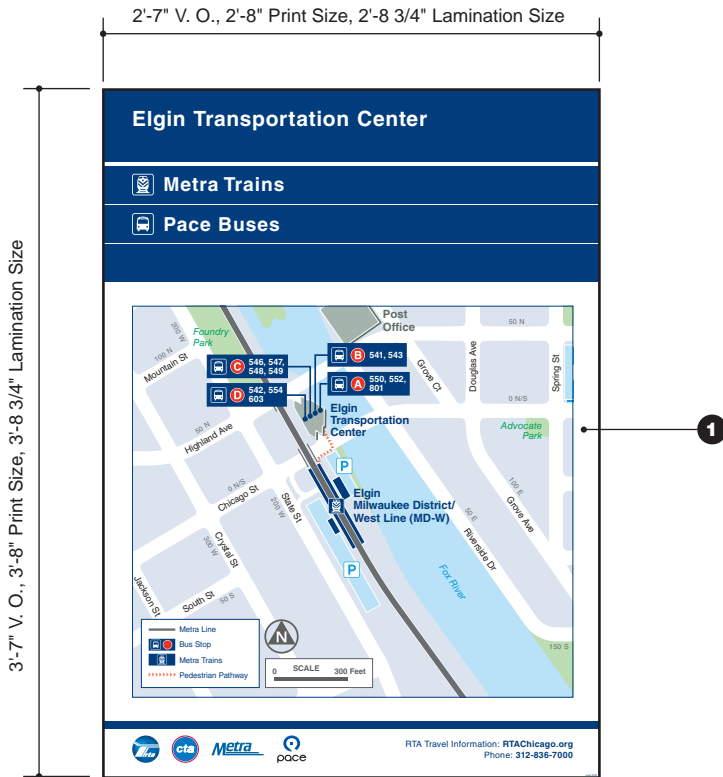 2'-7" V. O., 2'-8" Print Size, 2'-8 3/4" Lamination Size
3'-7" V. O., 3'-8" Print Size, 3'-8 3/4" Lamination Size
Elgin Transportation Center
Metra Trains
Pace Buses
Post
Office
50 N
200 W
Foundry
Park
100 N
Mountain St
C 546, 547,
548, 549
B 541, 543
D 542, 554
603
A 550, 552,
801
Grove Ct
Douglas Ave
Spring St
0 N/S
Elgin
Transportation
Center
Advocate
Park
50 N
Highland Ave
P
0 N/S
Chicago St
State St
200 W
Elgin
Milwaukee District/
West Line (MD-W)
100 E
Grove Ave
50 E
Riverside Dr
Crystal St
300 W
P
Fox River
Jackson St
South St
50 S
150 S
Metra Line
Bus Stop
Metra Trains
Pedestrian Pathway
N
0 SCALE 300 Feet
1
rta
cta
Metra
pace
RTA Travel Information: RTAChicago.org
Phone: 312-836-7000